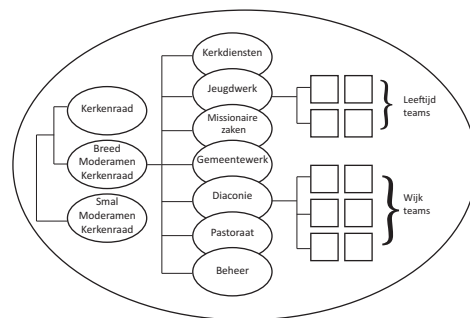 Kerkenraad
Breed
Moderamen
Kerkenraad
Smal
Moderamen
Kerkenraad
Kerkdiensten
Jeugdwerk
Missionaire
zaken
Gemeentewerk
Diaconie
Pastoraat
Beheer
Leeftijd
teams
Wijk
teams